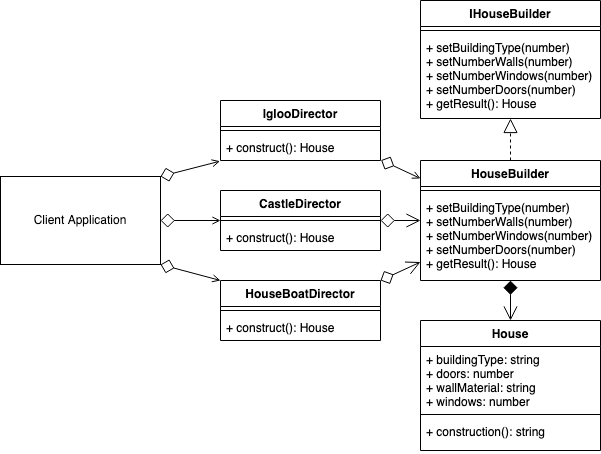 IHouseBuilder
+ setBuildingType(number)
+ setNumberWalls(number)
+ setNumberWindows(number)
+ setNumberDoors(number)
+ getResult(): House
IglooDirector
+ construct(): House
HouseBuilder
+ setBuildingType(number)
+ setNumberWalls(number)
+ setNumberWindows(number)
+ setNumberDoors(number)
+ getResult(): House
Client Application
CastleDirector
+ construct(): House
HouseBoatDirector
+ construct(): House
House
+ buildingType: string
+ doors: number
+ wallMaterial: string
+ windows: number
+ construction(): string